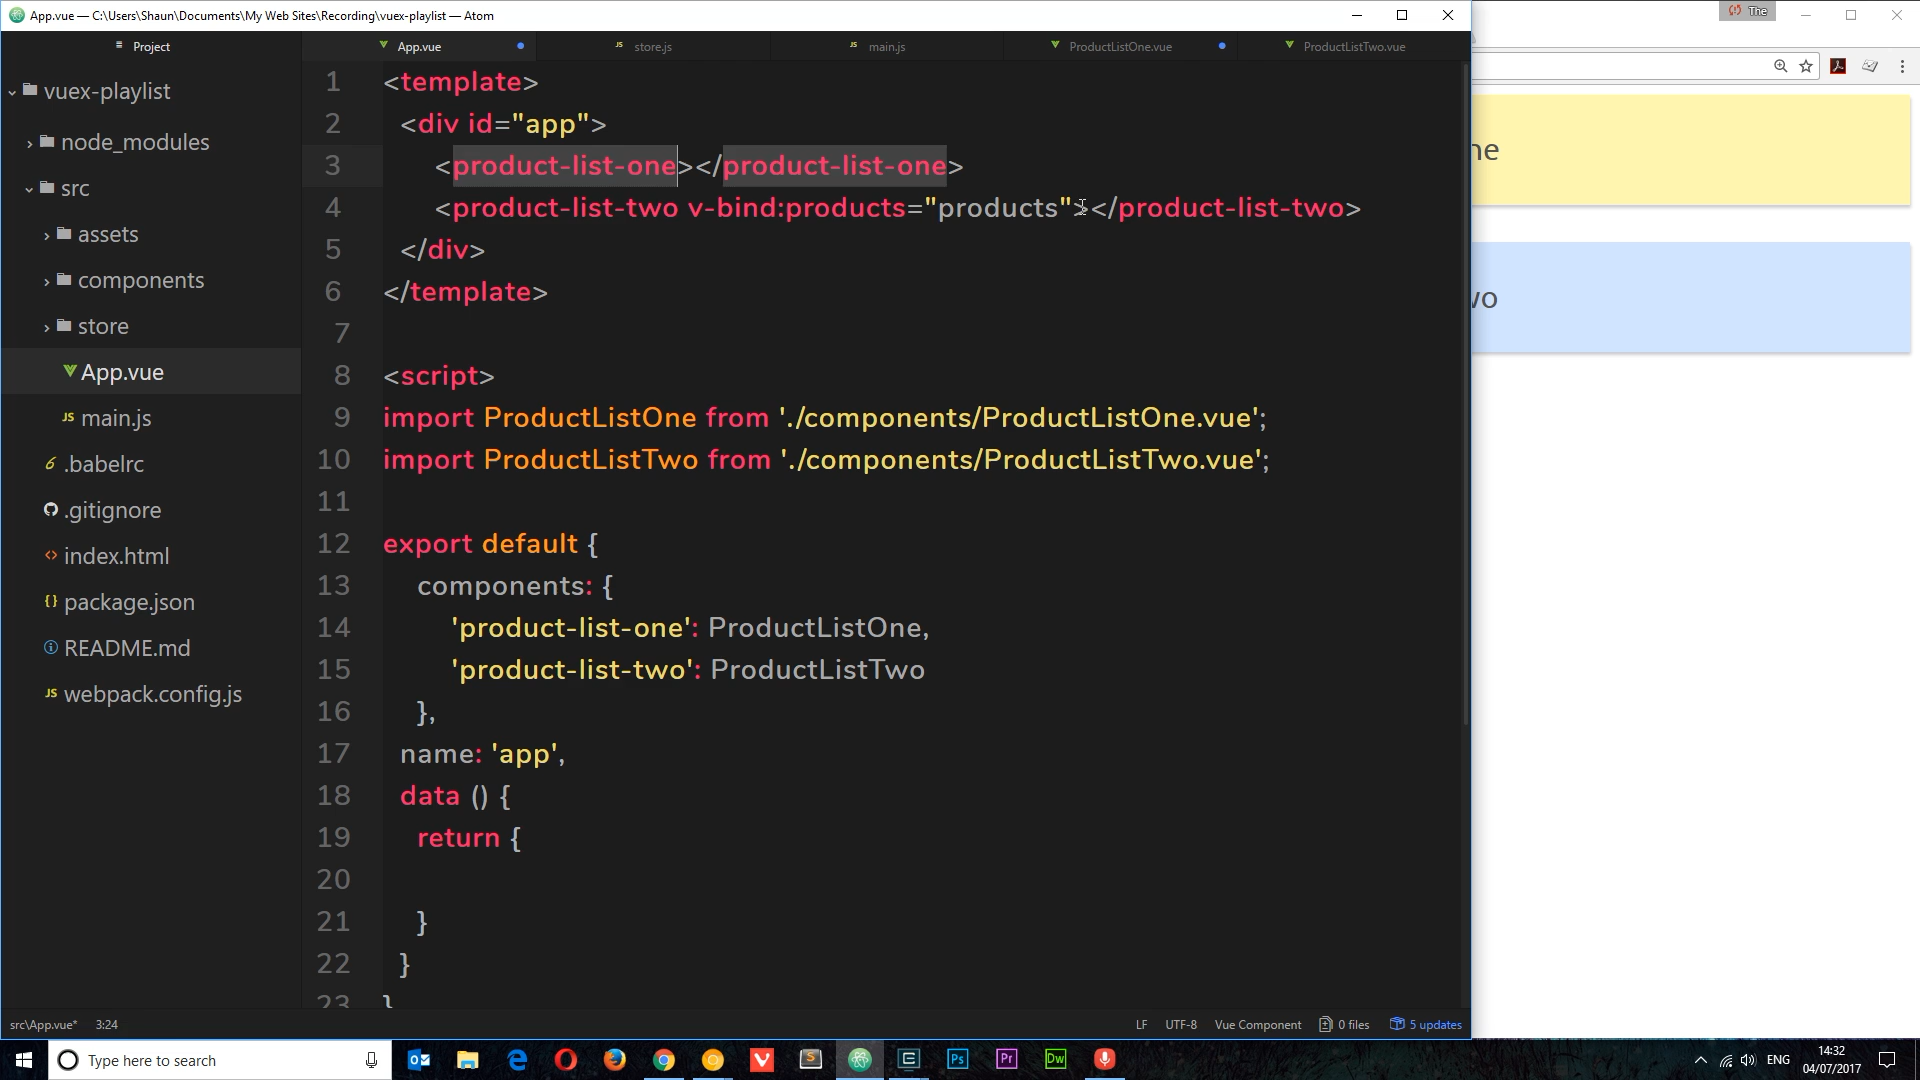 App.vue — C:\Users\Shaun\Documents\My Web Sites\Recording\vuex-playlist — Atom
The
Project
App.vue
store.js
main.js
ProductListOne.vue
ProductListTwo.vue
vuex-playlist
node_modules
src
assets
components
store
App.vue
JS main.js
.babelrc
.gitignore
index.html
package.json
README.md
JS webpack.config.js
1 <template>
2 <div id="app">
3 <product-list-one></product-list-one>
4 <product-list-two v-bind:products="products"></product-list-two>
5 </div>
6 </template>
7
8 <script>
9 import ProductListOne from './components/ProductListOne.vue';
10 import ProductListTwo from './components/ProductListTwo.vue';
11
12 export default {
13 components: {
14 'product-list-one': ProductListOne,
15 'product-list-two': ProductListTwo
16 },
17 name: 'app',
18 data () {
19 return {
20
21 }
22 }
23 }
ne
wo
src\App.vue* 3:24
LF UTF-8 Vue Component 0 files 5 updates
Type here to search
ENG
14:32
04/07/2017